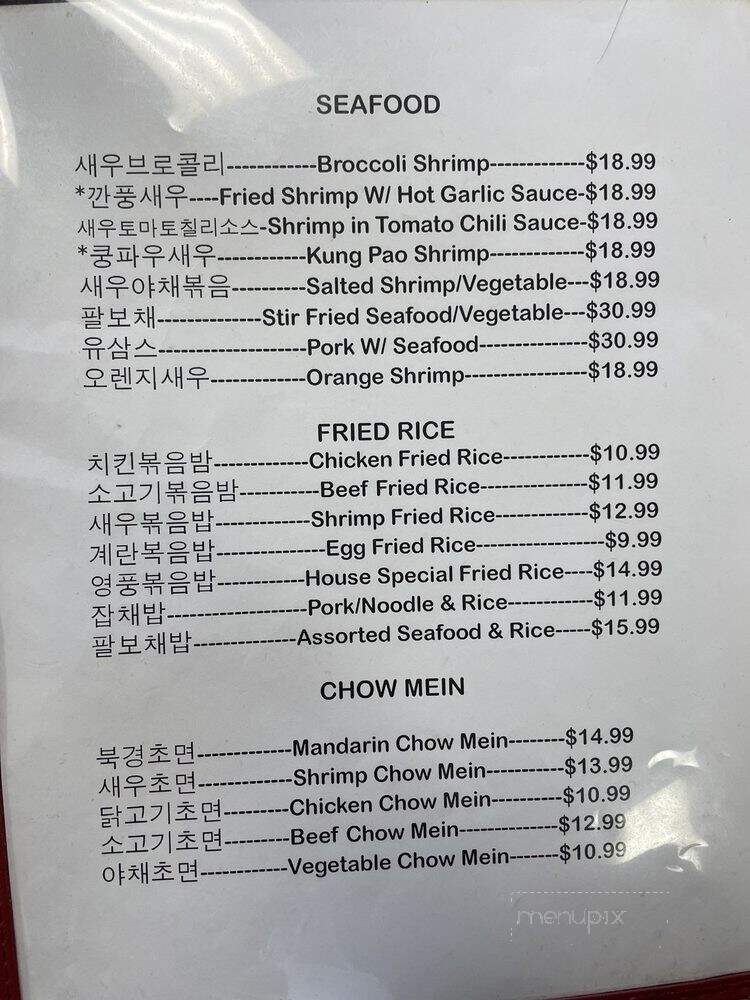 SEAFOOD
새우브로콜리------------Broccoli Shrimp-------------$18.99
*깐풍새우----Fried Shrimp W/ Hot Garlic Sauce-$18.99
새우토마토칠리소스-Shrimp in Tomato Chili Sauce-$18.99
*쿵파우새우------------Kung Pao Shrimp-------------$18.99
새우야채볶음----------Salted Shrimp/Vegetable---$18.99
팔보채--------------Stir Fried Seafood/Vegetable---$30.99
유삼스--------------------Pork W/ Seafood---------------$30.99
오렌지새우-------------Orange Shrimp-----------------$18.99
FRIED RICE
치킨볶음밤-------------Chicken Fried Rice------------$10.99
소고기볶음밤-----------Beef Fried Rice---------------$11.99
새우볶음밥-------------Shrimp Fried Rice-------------$12.99
계란복음밥---------------Egg Fried Rice------------------$9.99
영풍볶음밥------------House Special Fried Rice----$14.99
잡채밥-------------------Pork/Noodle & Rice------------$11.99
팔보채밥--------------Assorted Seafood & Rice-----$15.99
CHOW MEIN
북경초면-------------Mandarin Chow Mein--------$14.99
새우초면-------------Shrimp Chow Mein-----------$13.99
닭고기초면---------Chicken Chow Mein----------$10.99
소고기초면---------Beef Chow Mein--------------$12.99
야채초면------------Vegetable Chow Mein-------$10.99
menupix